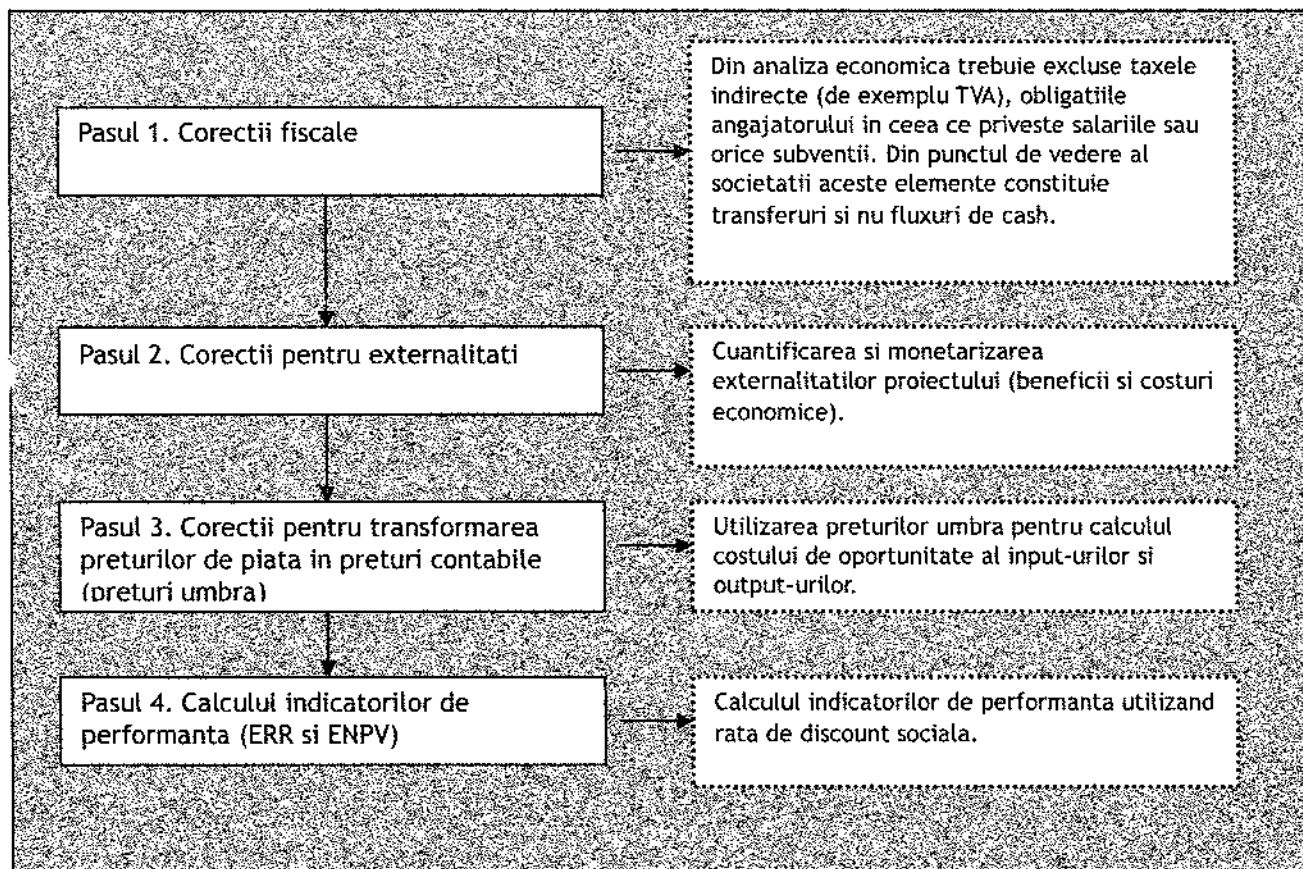 Pasul 1. Corectii fiscale
Din analiza economica trebuie excluse taxele
indirecte (de exemplu TVA), obligatiile
angajatorului in ceea ce priveste salariile sau
orice subventii. Din punctul de vedere al
societatii aceste elemente constituie
transferuri si nu fluxuri de cash.
Pasul 2. Corectii pentru externalitati
Cuantificarea si monetarizarea
externalitatilor proiectului (beneficii si costuri
economice).
Pasul 3. Corectii pentru transformarea
preturilor de piata in preturi contabile
(preturi umbra)
Utilizarea preturilor umbra pentru calculul
costului de oportunitate al input-urilor si
output-urilor.
Pasul 4. Calculul indicatorilor de
performanta (ERR si ENPV)
Calculul indicatorilor de performanta utilizand
rata de discount sociala.